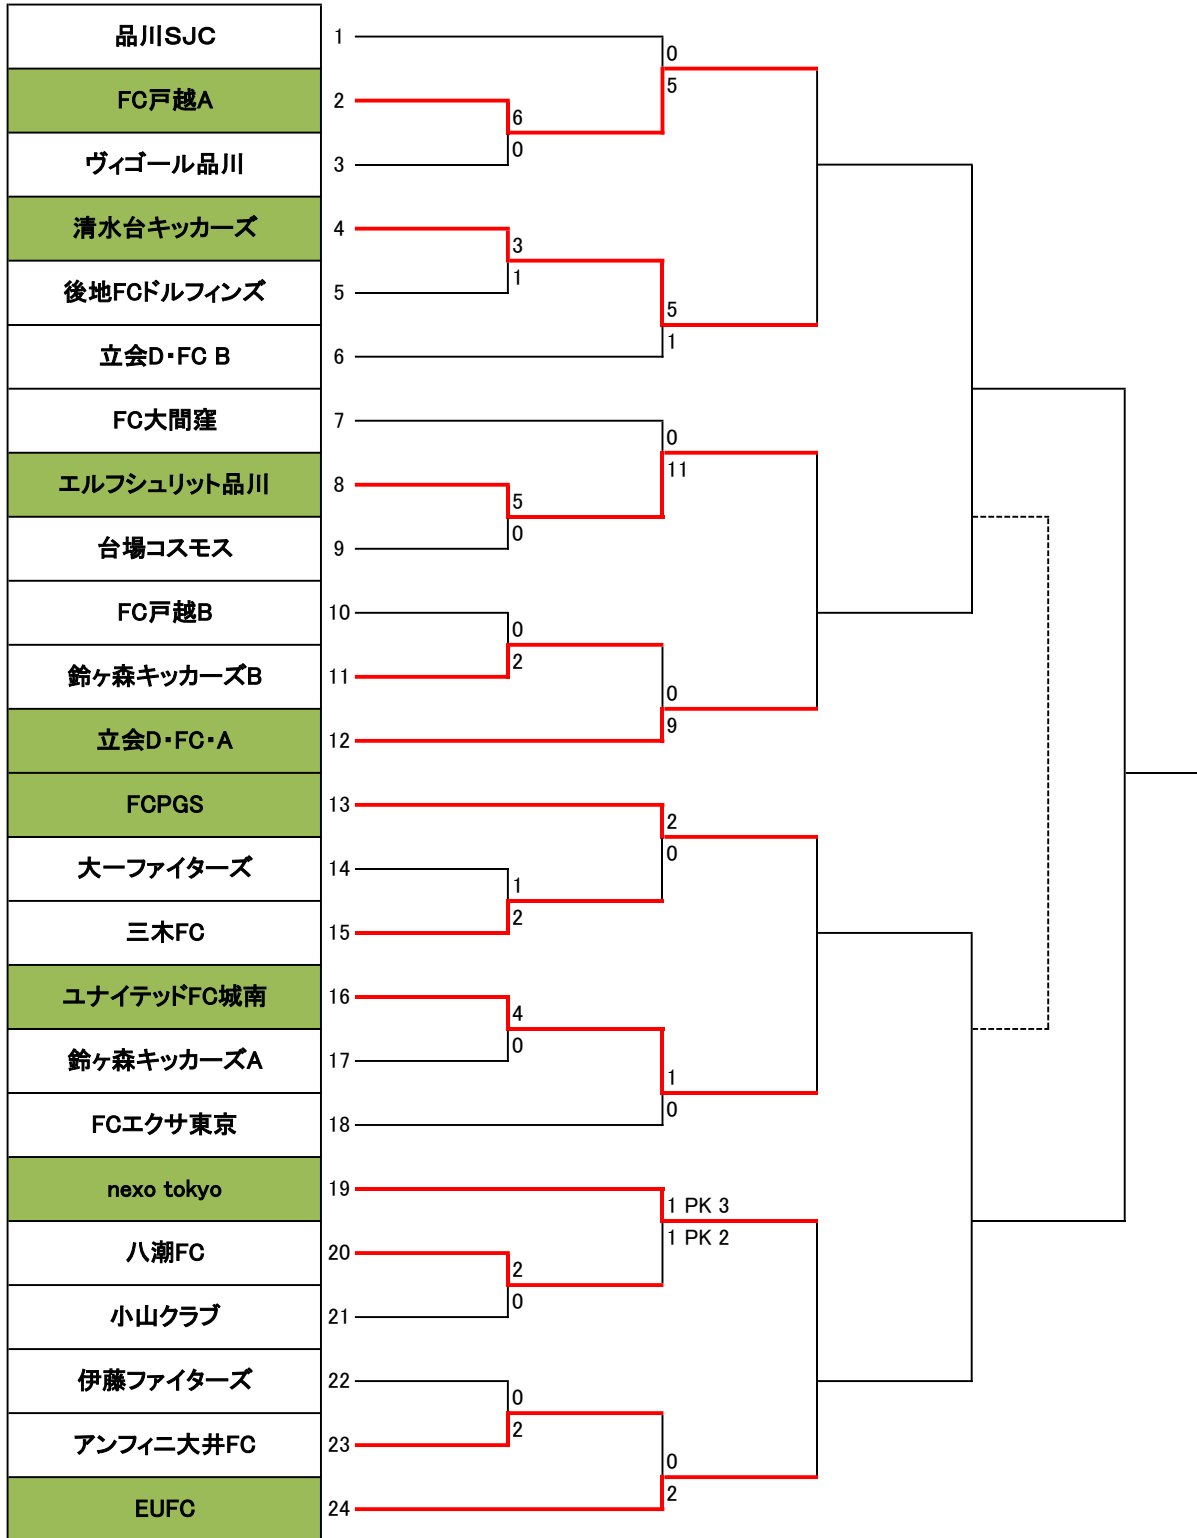 品川SJC 1
0
5
FC戸越A 2
6
0
ヴィゴール品川 3
清水台キッカーズ 4
3
1
後地FCドルフィンズ 5
5
1
立会D・FC B 6
FC大間窪 7
0
11
エルフシュリット品川 8
5
0
台場コスモス 9
FC戸越B 10
0
2
鈴ヶ森キッカーズB 11
0
9
立会D・FC・A 12
FCPGS 13
2
0
大一ファイターズ 14
1
2
三木FC 15
ユナイテッドFC城南 16
4
0
鈴ヶ森キッカーズA 17
1
0
FCエクサ東京 18
nexo tokyo 19
1 PK 3
1 PK 2
八潮FC 20
2
0
小山クラブ 21
伊藤ファイターズ 22
0
2
アンフィニ大井FC 23
0
2
EUFC 24